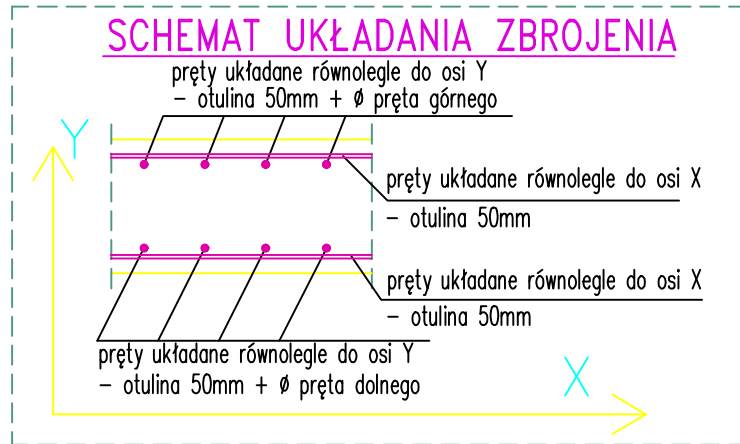 SCHEMAT UKŁADANIA ZBROJENIA
pręty układane równolegle do osi Y
– otulina 50mm + ø pręta górnego
Y
pręty układane równolegle do osi X
– otulina 50mm
pręty układane równolegle do osi X
– otulina 50mm
pręty układane równolegle do osi Y
– otulina 50mm + ø pręta dolnego
X